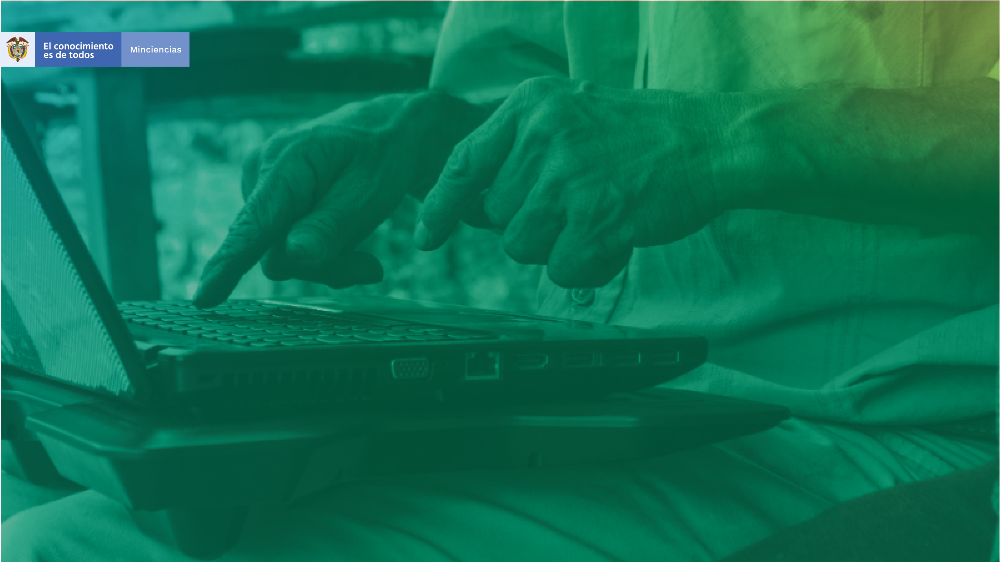 El conocimiento
es de todos
Minciencias